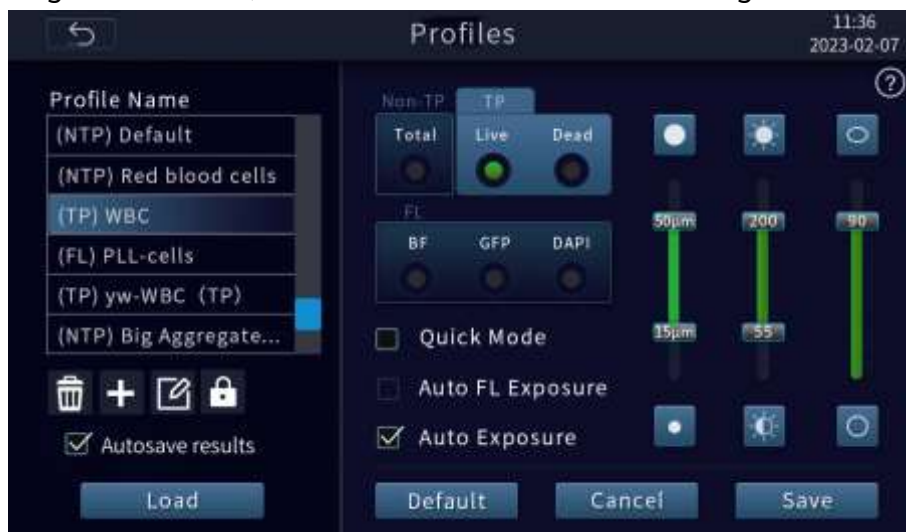 Profiles
11:36
2023-02-07
?
Profile Name
(NTP) Default
(NTP) Red blood cells
(TP) WBC
(FL) PLL-cells
(TP) yw-WBC（TP）
(NTP) Big Aggregate...
Autosave results
Load
Non-TP TP
Total Live Dead
FL
BF GFP DAPI
Quick Mode
Auto FL Exposure
Auto Exposure
50μm 200 90
15μm 55
Default Cancel Save